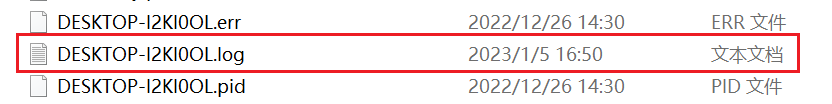 DESKTOP-I2KI0OL.err 2022/12/26 14:30 ERR 文件
DESKTOP-I2KI0OL.log 2023/1/5 16:50 文本文档
DESKTOP-I2KI0OL.pid 2022/12/26 14:30 PID 文件